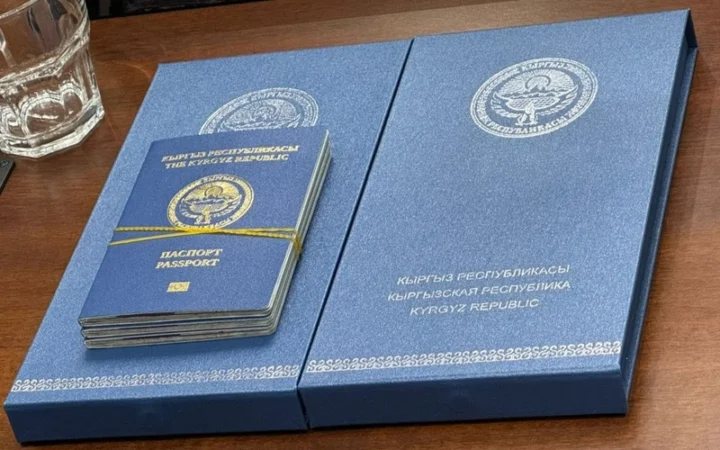 КЫРГЫЗ РЕСПУБЛИКАСЫ
THE KYRGYZ REPUBLIC
ПАСПОРТ
PASSPORT
КЫРГЫЗ РЕСПУБЛИКАСЫ
КЫРГЫЗСКАЯ РЕСПУБЛИКА
KYRGYZ REPUBLIC